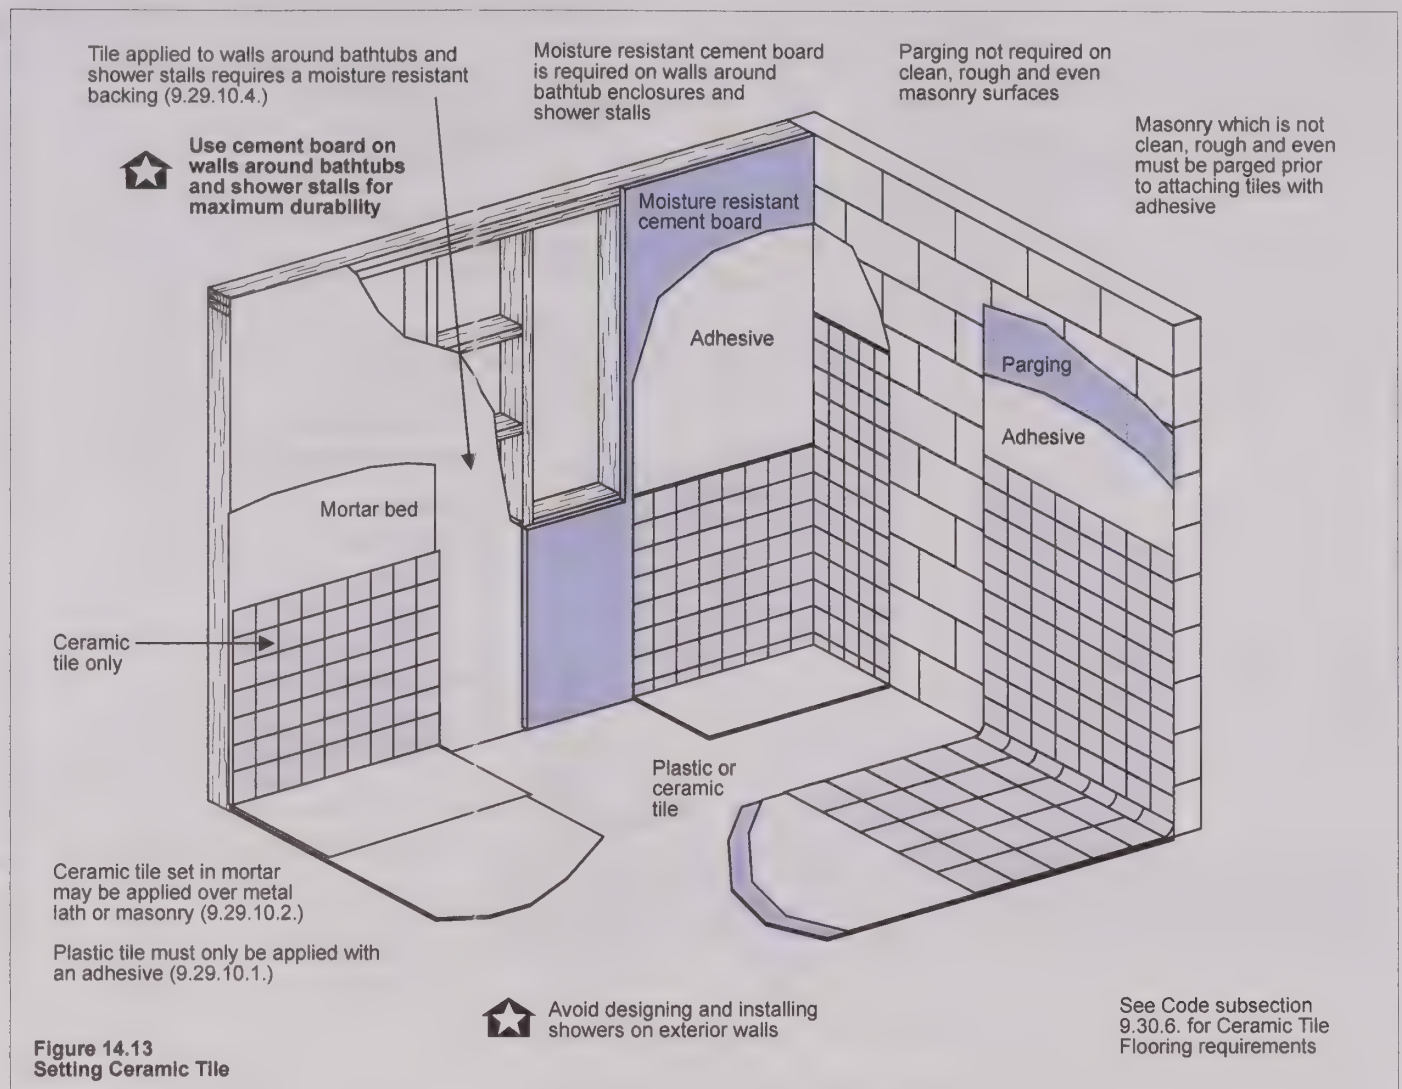 Tile applied to walls around bathtubs and
shower stalls requires a moisture resistant
backing (9.29.10.4.)
Use cement board on
walls around bathtubs
and shower stalls for
maximum durability
Moisture resistant cement board
is required on walls around
bathtub enclosures and
shower stalls
Parging not required on
clean, rough and even
masonry surfaces
Masonry which is not
clean, rough and even
must be parged prior
to attaching tiles with
adhesive
Moisture resistant
cement board
Adhesive
Parging
Adhesive
Mortar bed
Ceramic
tile only
Plastic or
ceramic
tile
Ceramic tile set in mortar
may be applied over metal
lath or masonry (9.29.10.2.)
Plastic tile must only be applied with
an adhesive (9.29.10.1.)
Avoid designing and installing
showers on exterior walls
See Code subsection
9.30.6. for Ceramic Tile
Flooring requirements
Figure 14.13
Setting Ceramic Tile